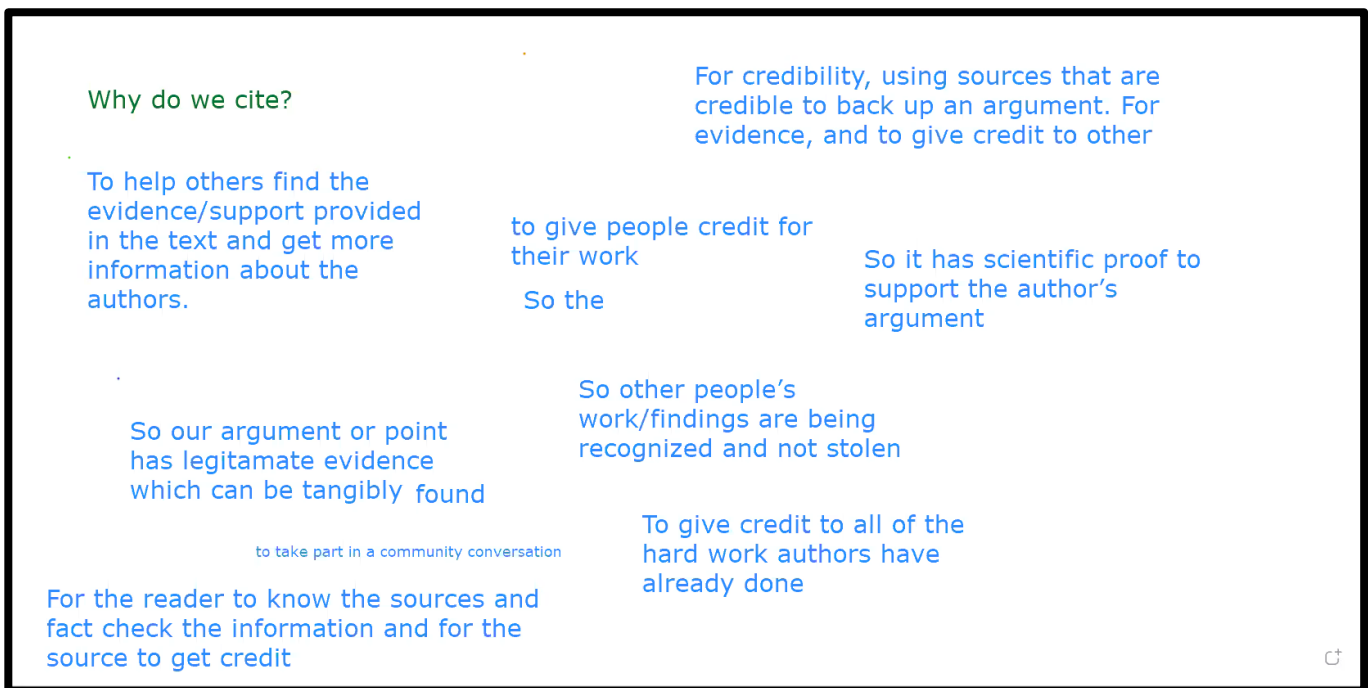 Why do we cite?
For credibility, using sources that are
credible to back up an argument. For
evidence, and to give credit to other
To help others find the
evidence/support provided
in the text and get more
information about the
authors.
to give people credit for
their work
So the
So it has scientific proof to
support the author’s
argument
So other people’s
work/findings are being
recognized and not stolen
So our argument or point
has legitamate evidence
which can be tangibly found
To give credit to all of the
hard work authors have
already done
to take part in a community conversation
For the reader to know the sources and
fact check the information and for the
source to get credit